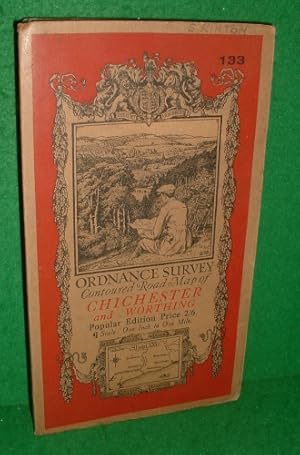 S. KIRTON
133
ORDNANCE SURVEY
Contoured Road Map of
CHICHESTER
and WORTHING
Popular Edition Price 2/6
Scale One Inch to One Mile